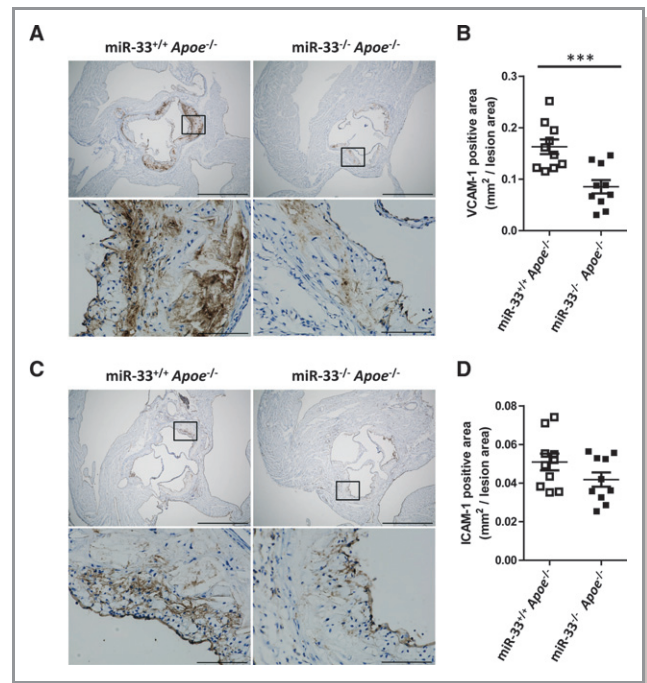 A
miR-33+/+ Apoe-/-
miR-33-/- Apoe-/-
B
***
VCAM-1 positive area
(mm2 / lesion area)
0.3
0.2
0.1
0.0
miR-33+/+ Apoe-/-
miR-33-/- Apoe-/-
C
miR-33+/+ Apoe-/-
miR-33-/- Apoe-/-
D
ICAM-1 positive area
(mm2 / lesion area)
0.08
0.06
0.04
0.02
0.00
miR-33+/+ Apoe-/-
miR-33-/- Apoe-/-